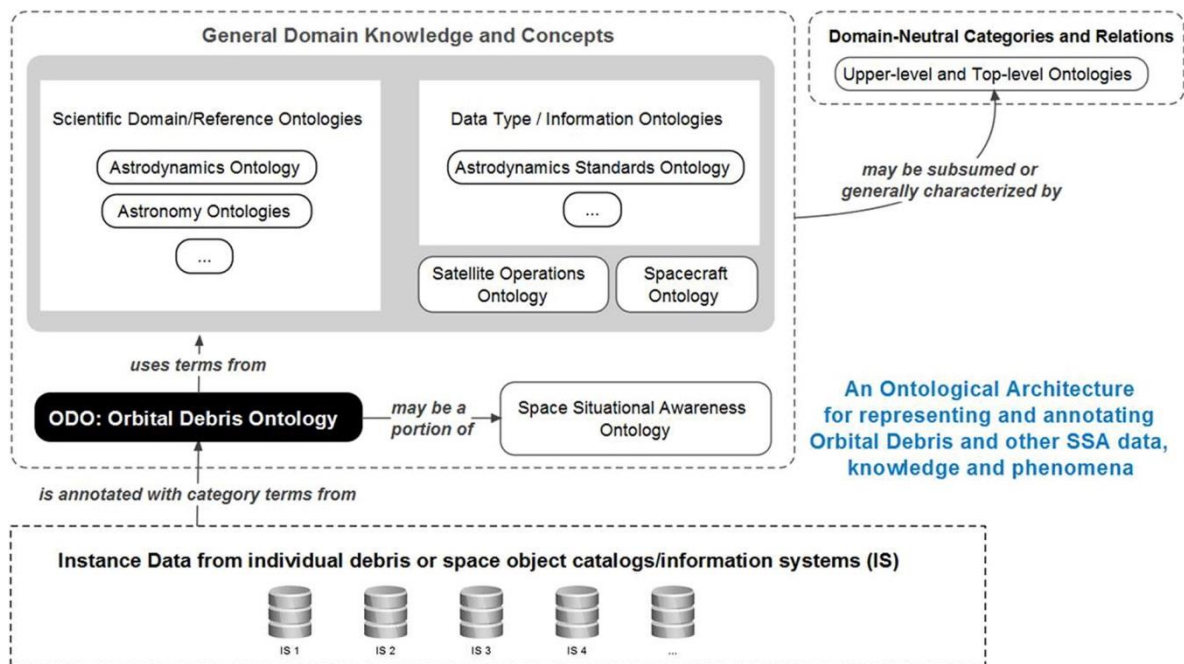 General Domain Knowledge and Concepts
Scientific Domain/Reference Ontologies
Astrodynamics Ontology
Astronomy Ontologies
...
Data Type / Information Ontologies
Astrodynamics Standards Ontology
...
Satellite Operations
Ontology
Spacecraft
Ontology
Domain-Neutral Categories and Relations
Upper-level and Top-level Ontologies
may be subsumed or
generally characterized by
uses terms from
ODO: Orbital Debris Ontology
may be a
portion of
Space Situational Awareness
Ontology
An Ontological Architecture
for representing and annotating
Orbital Debris and other SSA data,
knowledge and phenomena
is annotated with category terms from
Instance Data from individual debris or space object catalogs/information systems (IS)
IS 1
IS 2
IS 3
IS 4
...